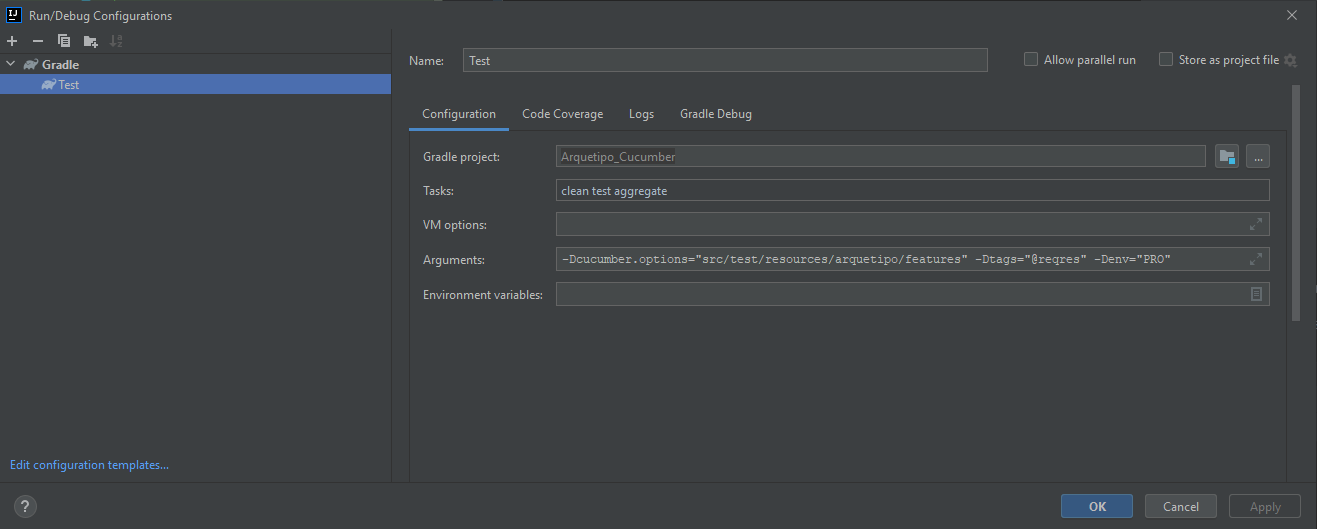 IJ Run/Debug Configurations
Gradle
Test
Name: Test
Allow parallel run
Store as project file
Configuration Code Coverage Logs Gradle Debug
Gradle project: Arquetipo_Cucumber ...
Tasks: clean test aggregate
VM options:
Arguments: -Dcucumber.options="src/test/resources/arquetipo/features" -Dtags="@reqres" -Denv="PRO"
Environment variables:
Edit configuration templates...
? OK Cancel Apply